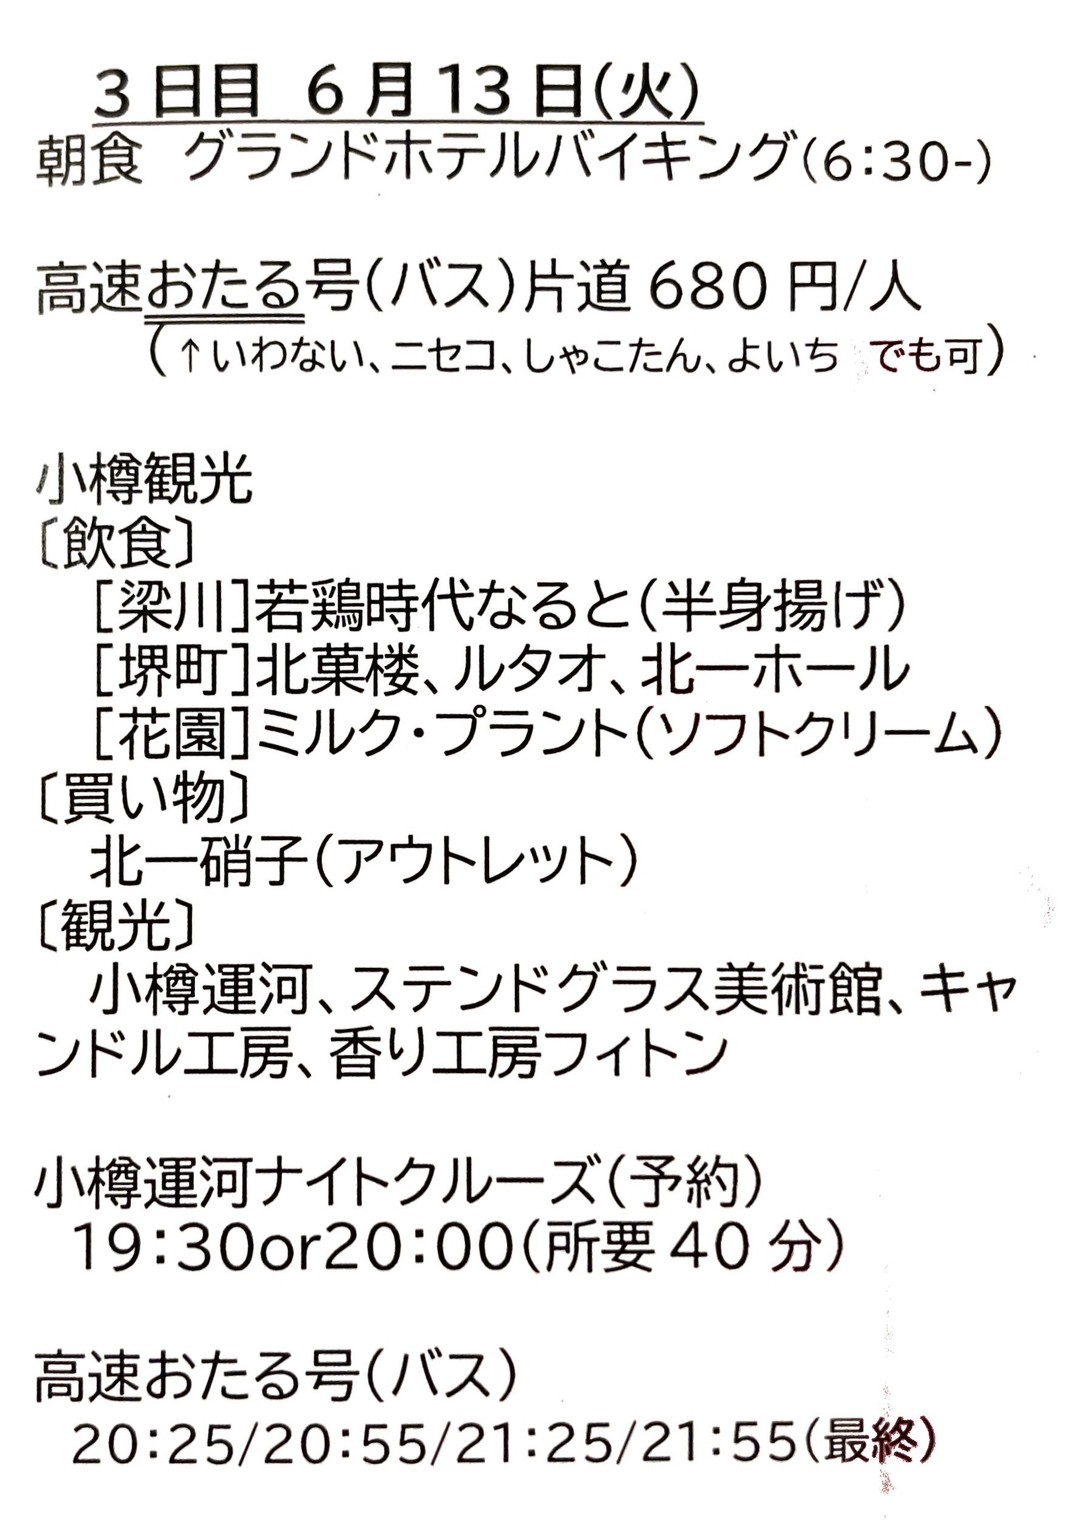 3日目 6月13日(火)
朝食 グランドホテルバイキング(6:30-)
高速おたる号(バス)片道680円/人
(↑いわない、ニセコ、しゃこたん、よいち でも可)
小樽観光
〔飲食〕
[梁川]若鶏時代なると(半身揚げ)
[堺町]北菓楼、ルタオ、北一ホール
[花園]ミルク・プラント(ソフトクリーム)
〔買い物〕
北一硝子(アウトレット)
〔観光〕
小樽運河、ステンドグラス美術館、キャ
ンドル工房、香り工房フィトン
小樽運河ナイトクルーズ(予約)
19:30or20:00(所要40分)
高速おたる号(バス)
20:25/20:55/21:25/21:55(最終)